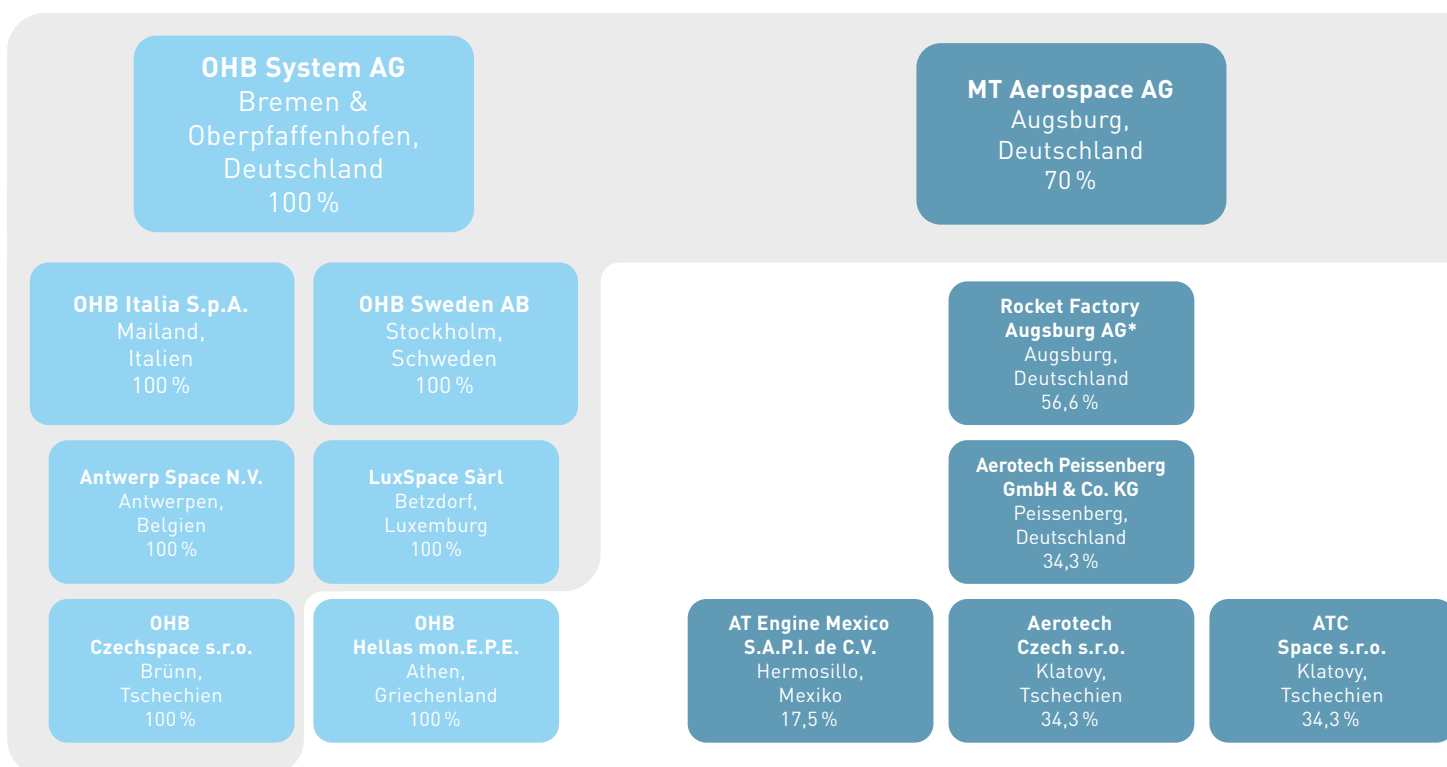 OHB System AG
Bremen &
Oberpfaffenhofen,
Deutschland
100 %
MT Aerospace AG
Augsburg,
Deutschland
70 %
OHB Italia S.p.A.
Mailand,
Italien
100 %
OHB Sweden AB
Stockholm,
Schweden
100 %
Rocket Factory
Augsburg AG*
Augsburg,
Deutschland
56,6 %
Antwerp Space N.V.
Antwerpen,
Belgien
100 %
LuxSpace Sàrl
Betzdorf,
Luxemburg
100 %
Aerotech Peissenberg
GmbH & Co. KG
Peissenberg,
Deutschland
34,3 %
OHB
Czechspace s.r.o.
Brünn,
Tschechien
100 %
OHB
Hellas mon.E.P.E.
Athen,
Griechenland
100 %
AT Engine Mexico
S.A.P.I. de C.V.
Hermosillo,
Mexiko
17,5 %
Aerotech
Czech s.r.o.
Klatovy,
Tschechien
34,3 %
ATC
Space s.r.o.
Klatovy,
Tschechien
34,3 %